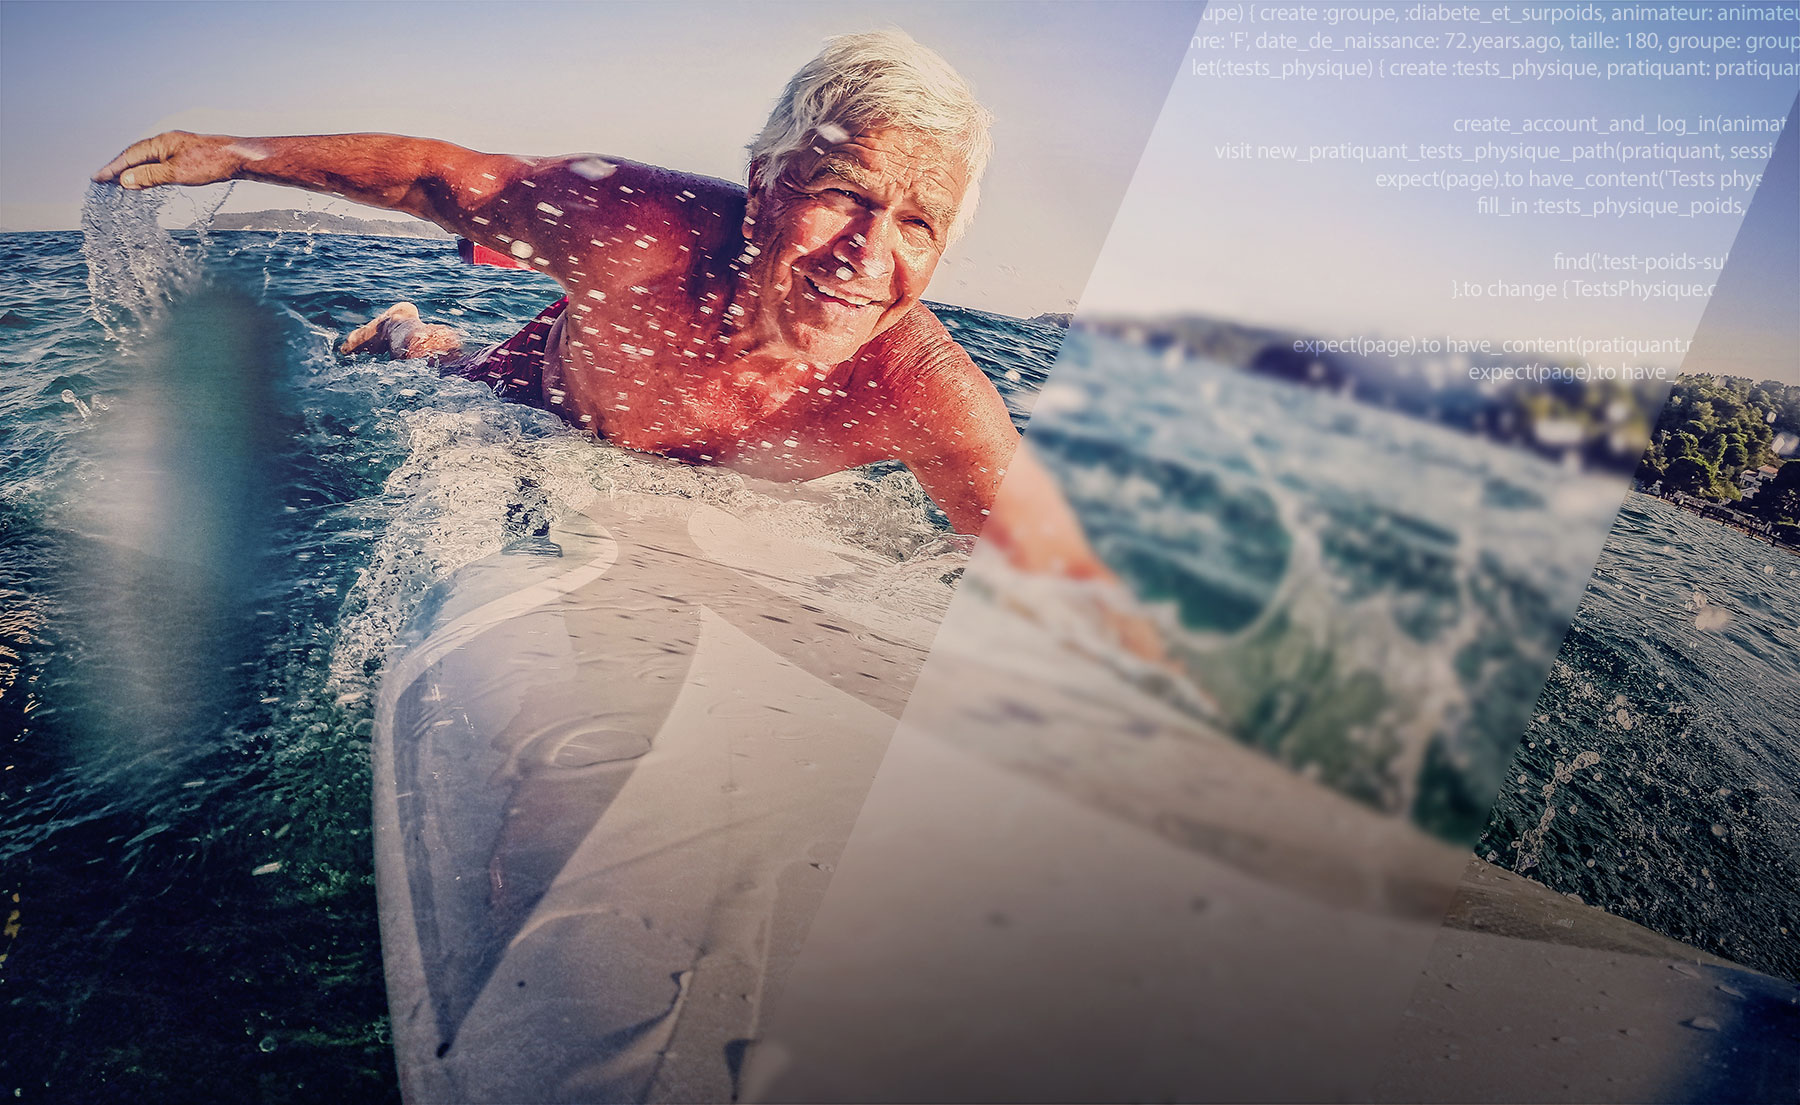 upe) { create :groupe, :diabete_et_surpoids, animateur: animateu
nre: 'F', date_de_naissance: 72.years.ago, taille: 180, groupe: group
let(:tests_physique) { create :tests_physique, pratiquant: pratiquan
create_account_and_log_in(animat
visit new_pratiquant_tests_physique_path(pratiquant, sessi
expect(page).to have_content('Tests phys
fill_in :tests_physique_poids,
find('.test-poids-su
}.to change { TestsPhysique.c
expect(page).to have_content(pratiquant.n
expect(page).to have_